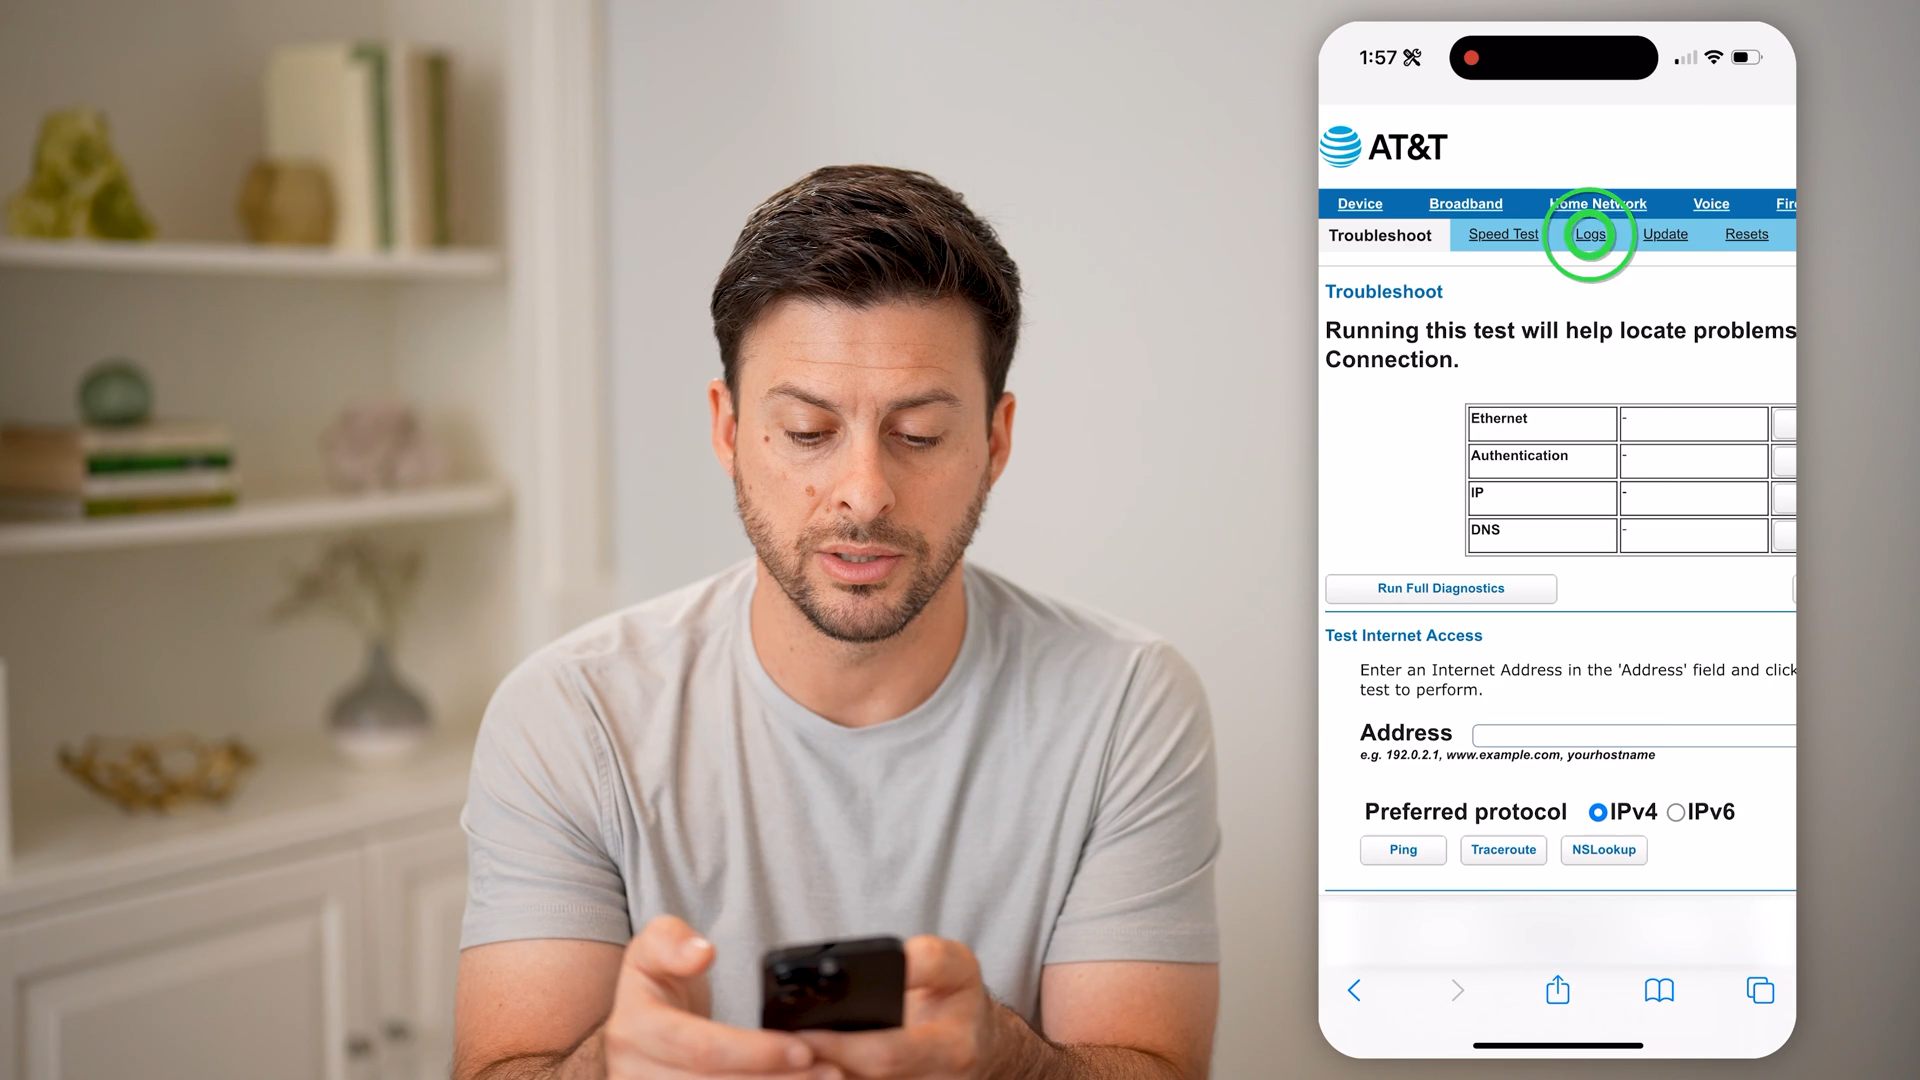 1:57
AT&T
Device Broadband Home Network Voice Fir
Troubleshoot Speed Test Logs Update Resets
Troubleshoot
Running this test will help locate problems
Connection.
Ethernet -
Authentication -
IP -
DNS -
Run Full Diagnostics
Test Internet Access
Enter an Internet Address in the 'Address' field and click
test to perform.
Address
e.g. 192.0.2.1, www.example.com, yourhostname
Preferred protocol IPv4 IPv6
Ping Traceroute NSLookup